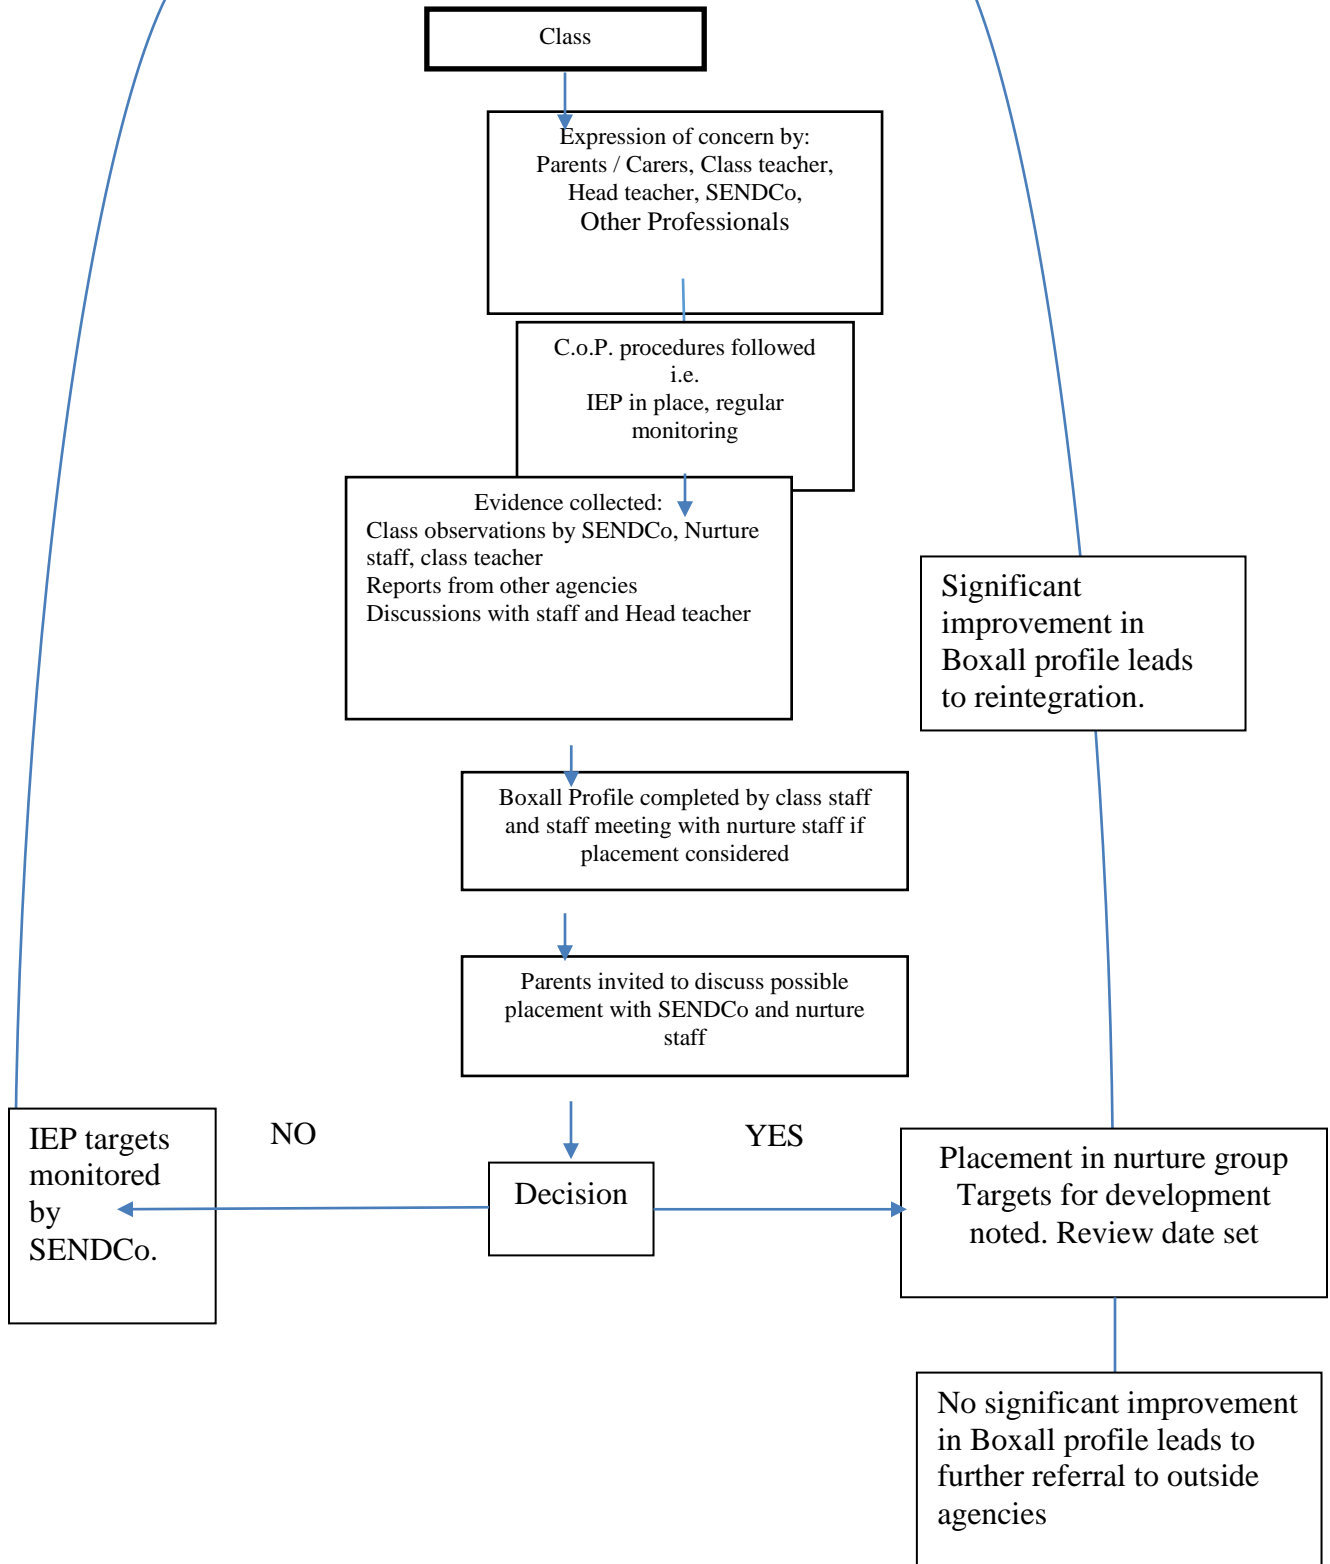 Class
Expression of concern by:
Parents / Carers, Class teacher,
Head teacher, SENDCo,
Other Professionals
C.o.P. procedures followed
i.e.
IEP in place, regular
monitoring
Evidence collected:
Class observations by SENDCo, Nurture
staff, class teacher
Reports from other agencies
Discussions with staff and Head teacher
Significant
improvement in
Boxall profile leads
to reintegration.
Boxall Profile completed by class staff
and staff meeting with nurture staff if
placement considered
Parents invited to discuss possible
placement with SENDCo and nurture
staff
NO
YES
IEP targets
monitored
by
SENDCo.
Decision
Placement in nurture group
Targets for development
noted. Review date set
No significant improvement
in Boxall profile leads to
further referral to outside
agencies